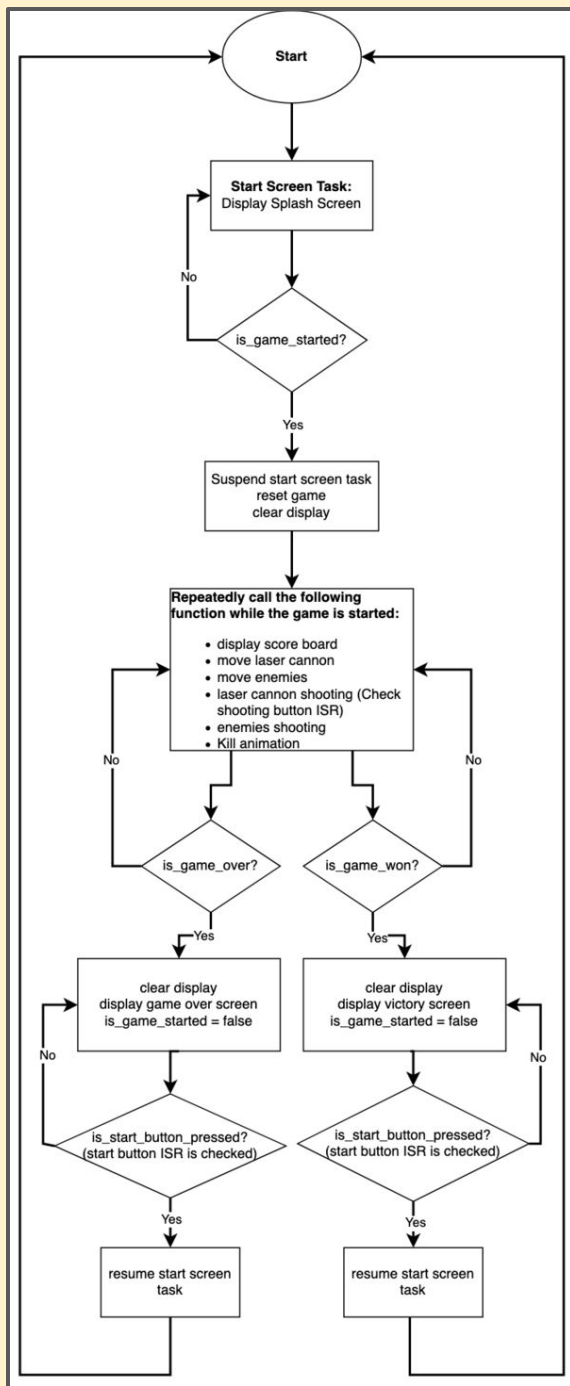 Start
Start Screen Task:
Display Splash Screen
No
is_game_started?
Yes
Suspend start screen task
reset game
clear display
Repeatedly call the following
function while the game is started:
• display score board
• move laser cannon
• move enemies
• laser cannon shooting (Check
shooting button ISR)
• enemies shooting
• Kill animation
No
No
is_game_over?
is_game_won?
Yes
Yes
clear display
display game over screen
is_game_started = false
clear display
display victory screen
is_game_started = false
No
No
is_start_button_pressed?
(start button ISR is checked)
is_start_button_pressed?
(start button ISR is checked)
Yes
Yes
resume start screen
task
resume start screen
task